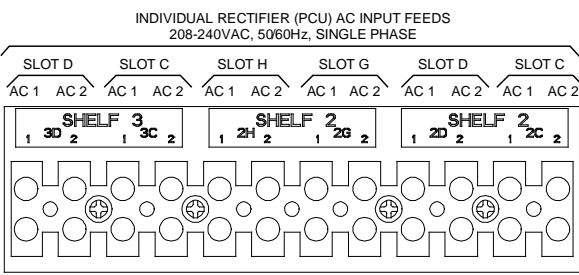 INDIVIDUAL RECTIFIER (PCU) AC INPUT FEEDS
208-240VAC, 50/60Hz, SINGLE PHASE
SLOT D SLOT C SLOT H SLOT G SLOT D SLOT C
AC 1 AC 2 AC 1 AC 2 AC 1 AC 2 AC 1 AC 2 AC 1 AC 2 AC 1 AC 2
SHELF 3 SHELF 2 SHELF 2
1 3D 2 1 3C 2 1 2H 2 1 2G 2 1 2D 2 1 2C 2